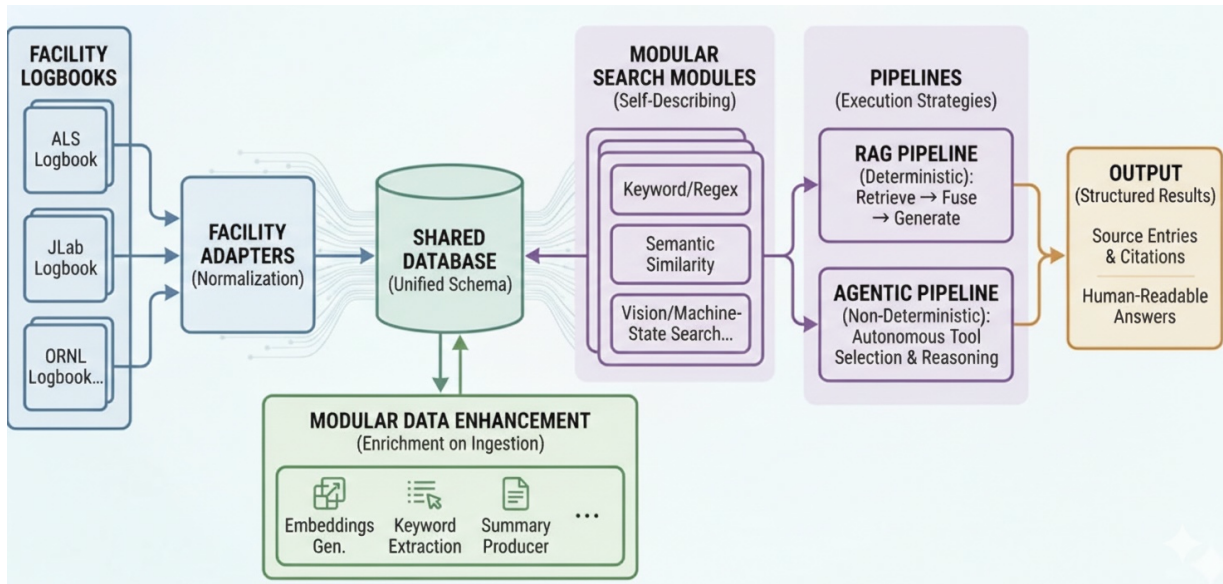 FACILITY
LOGBOOKS
ALS
Logbook
JLab
Logbook
ORNL
Logbook...
FACILITY
ADAPTERS
(Normalization)
SHARED
DATABASE
(Unified Schema)
MODULAR DATA ENHANCEMENT
(Enrichment on Ingestion)
Embeddings
Gen.
Keyword
Extraction
Summary
Producer
...
MODULAR
SEARCH MODULES
(Self-Describing)
Keyword/Regex
Semantic
Similarity
Vision/Machine-
State Search...
PIPELINES
(Execution Strategies)
RAG PIPELINE
(Deterministic):
Retrieve → Fuse
→ Generate
AGENTIC PIPELINE
(Non-Deterministic):
Autonomous Tool
Selection & Reasoning
OUTPUT
(Structured Results)
Source Entries
& Citations
Human-Readable
Answers